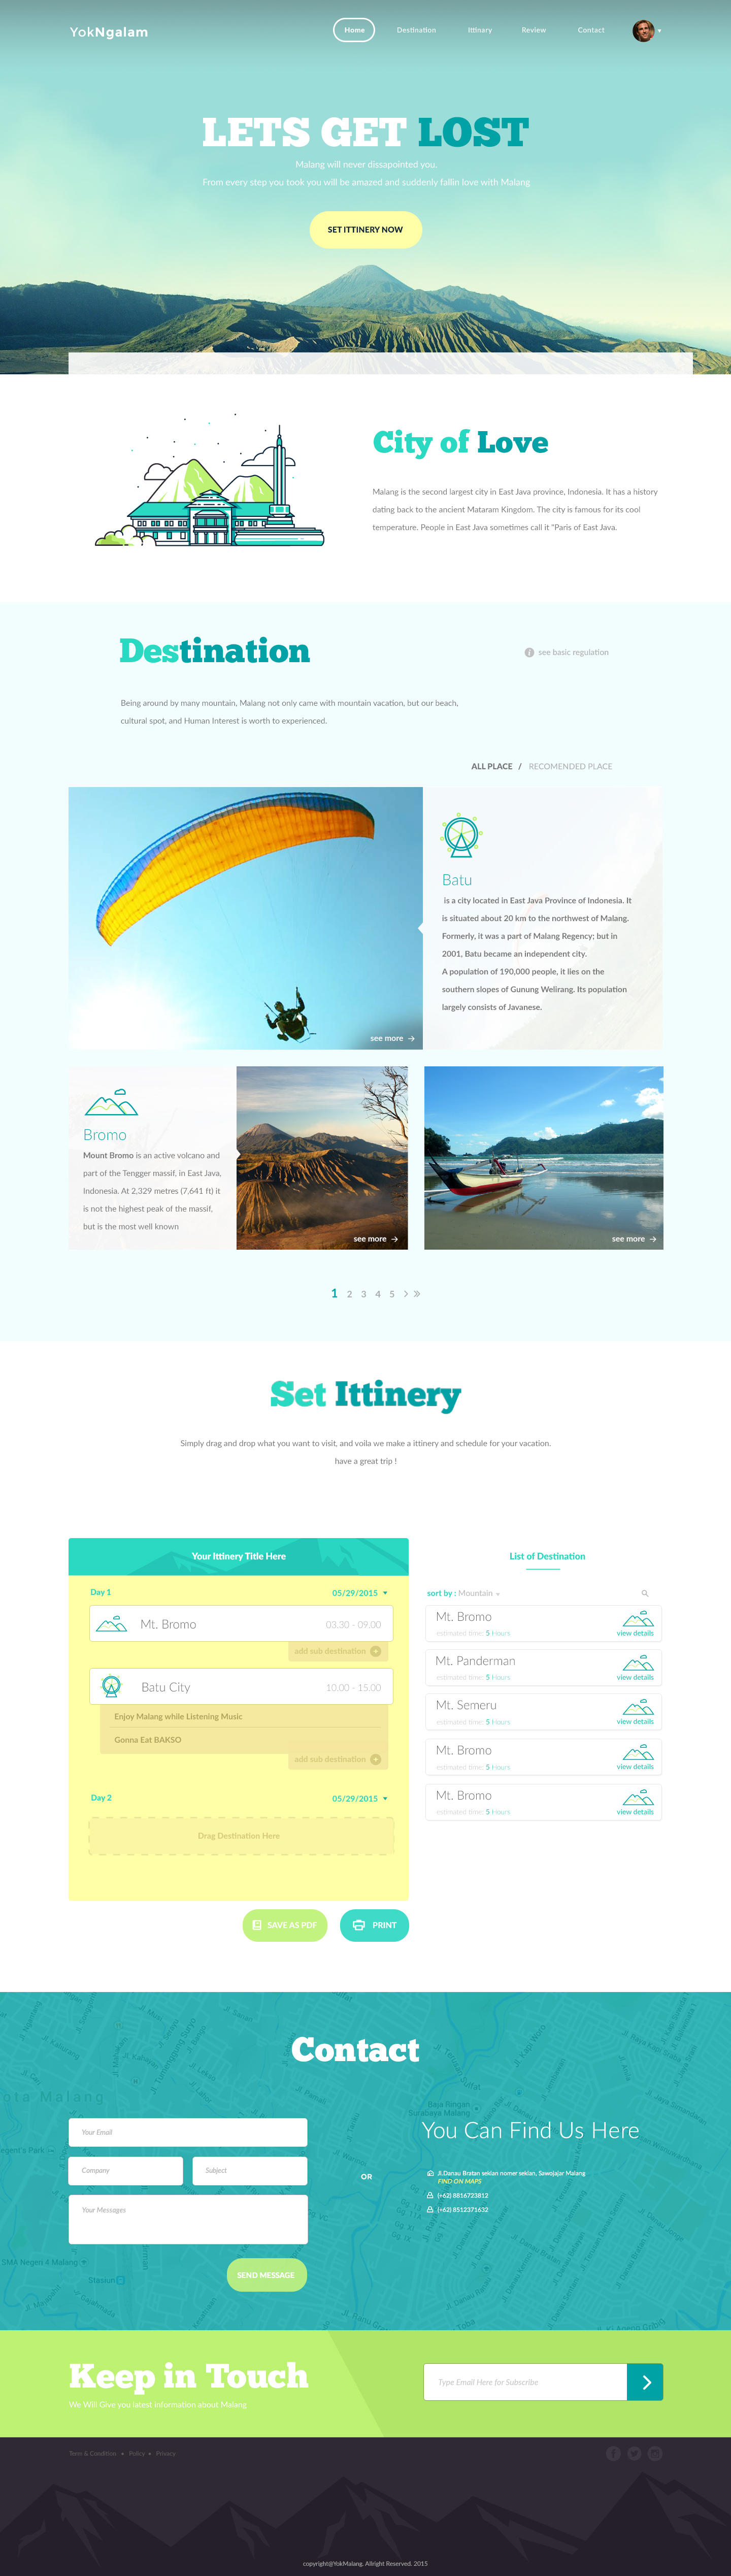 YokNgalam
Home
Destination
Ittinary
Review
Contact
LETS GET LOST
Malang will never dissapointed you.
From every step you took you will be amazed and suddenly fallin love with Malang
SET ITTINERY NOW
City of Love
Malang is the second largest city in East Java province, Indonesia. It has a history
dating back to the ancient Mataram Kingdom. The city is famous for its cool
temperature. People in East Java sometimes call it "Paris of East Java.
Destination
see basic regulation
Being around by many mountain, Malang not only came with mountain vacation, but our beach,
cultural spot, and Human Interest is worth to experienced.
ALL PLACE / RECOMENDED PLACE
Batu
is a city located in East Java Province of Indonesia. It
is situated about 20 km to the northwest of Malang.
Formerly, it was a part of Malang Regency; but in
2001, Batu became an independent city.
A population of 190,000 people, it lies on the
southern slopes of Gunung Welirang. Its population
largely consists of Javanese.
see more
Bromo
Mount Bromo is an active volcano and
part of the Tengger massif, in East Java,
Indonesia. At 2,329 metres (7,641 ft) it
is not the highest peak of the massif,
but is the most well known
see more
see more
1 2 3 4 5
Set Ittinery
Simply drag and drop what you want to visit, and voila we make a ittinery and schedule for your vacation.
have a great trip !
Your Ittinery Title Here
Day 1
05/29/2015
Mt. Bromo
03.30 - 09.00
add sub destination
Batu City
10.00 - 15.00
Enjoy Malang while Listening Music
Gonna Eat BAKSO
add sub destination
Day 2
05/29/2015
Drag Destination Here
SAVE AS PDF
PRINT
List of Destination
sort by : Mountain
Mt. Bromo
estimated time: 5 Hours
view details
Mt. Panderman
estimated time: 5 Hours
view details
Mt. Semeru
estimated time: 5 Hours
view details
Mt. Bromo
estimated time: 5 Hours
view details
Mt. Bromo
estimated time: 5 Hours
view details
Contact
Your Email
Company
Subject
Your Messages
SEND MESSAGE
OR
You Can Find Us Here
Jl.Danau Bratan sekian nomer sekian, Sawojajar Malang
FIND ON MAPS
(+62) 8816723812
(+62) 8512371632
ota Malang
SMA Negeri 4 Malang
Stasiun
Keep in Touch
We Will Give you latest information about Malang
Type Email Here for Subscribe
Term & Condition
Policy
Privacy
copyright@YokMalang. Allright Reserved. 2015